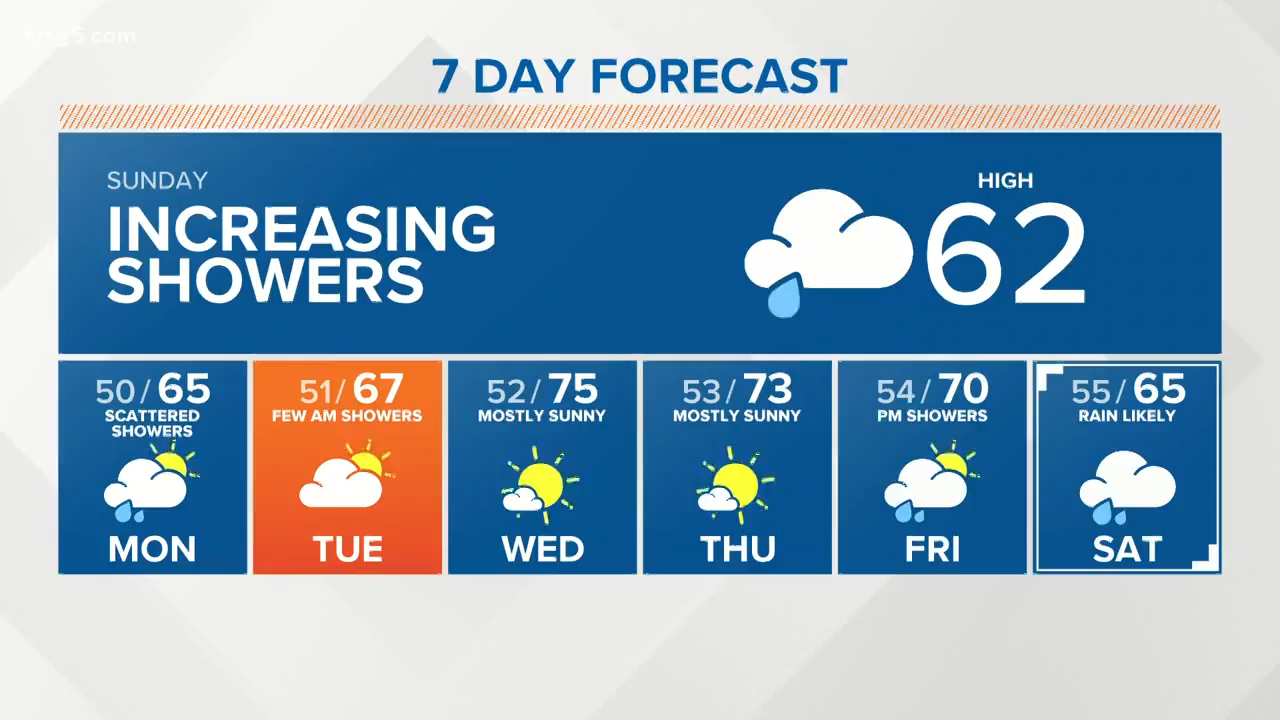 7 DAY FORECAST
SUNDAY
INCREASING
SHOWERS
HIGH
62
50 / 65
SCATTERED
SHOWERS
MON
51 / 67
FEW AM SHOWERS
TUE
52 / 75
MOSTLY SUNNY
WED
53 / 73
MOSTLY SUNNY
THU
54 / 70
PM SHOWERS
FRI
55 / 65
RAIN LIKELY
SAT